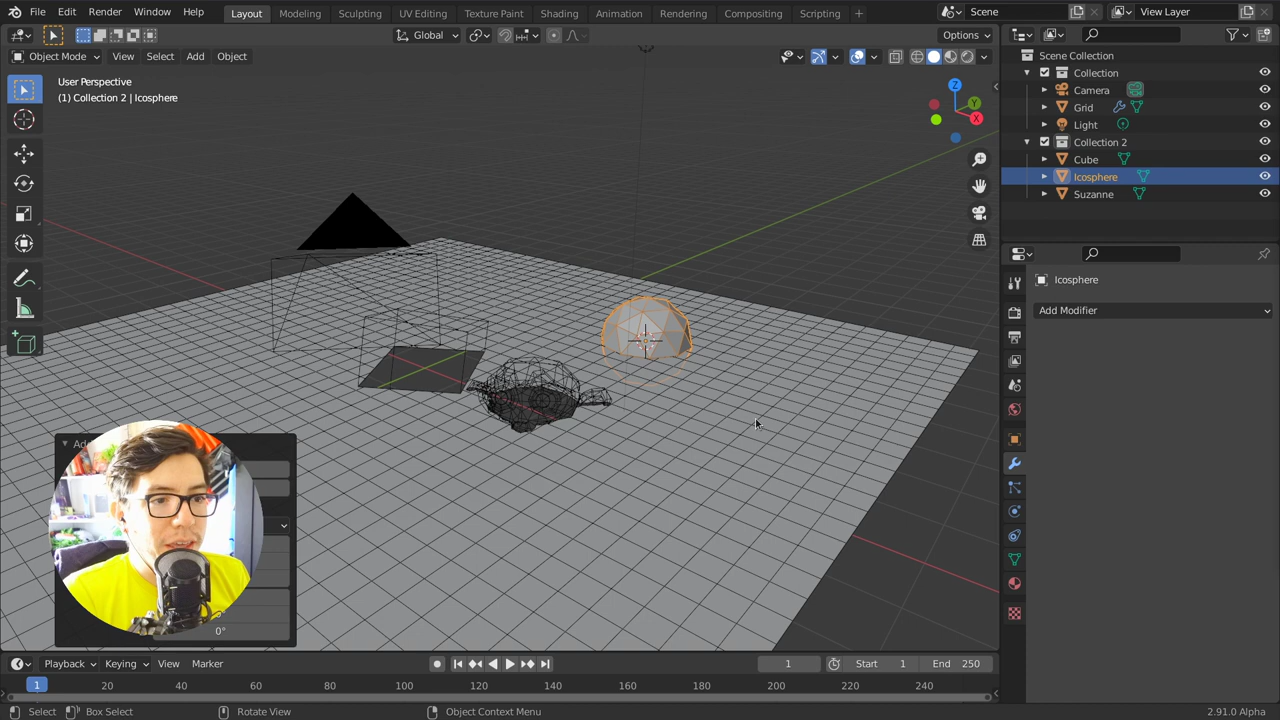 File Edit Render Window Help Layout Modeling Sculpting UV Editing Texture Paint Shading Animation Rendering Compositing Scripting + Scene View Layer
Global Options
Object Mode View Select Add Object
User Perspective
(1) Collection 2 | Icosphere
Z
Y
X
Scene Collection
Collection
Camera
Grid
Light
Collection 2
Cube
Icosphere
Suzanne
Icosphere
Add Modifier
0°
Playback Keying View Marker 1 Start 1 End 250
1 20 40 60 80 100 120 140 160 180 200 220 240
Select Box Select Rotate View Object Context Menu 2.91.0 Alpha